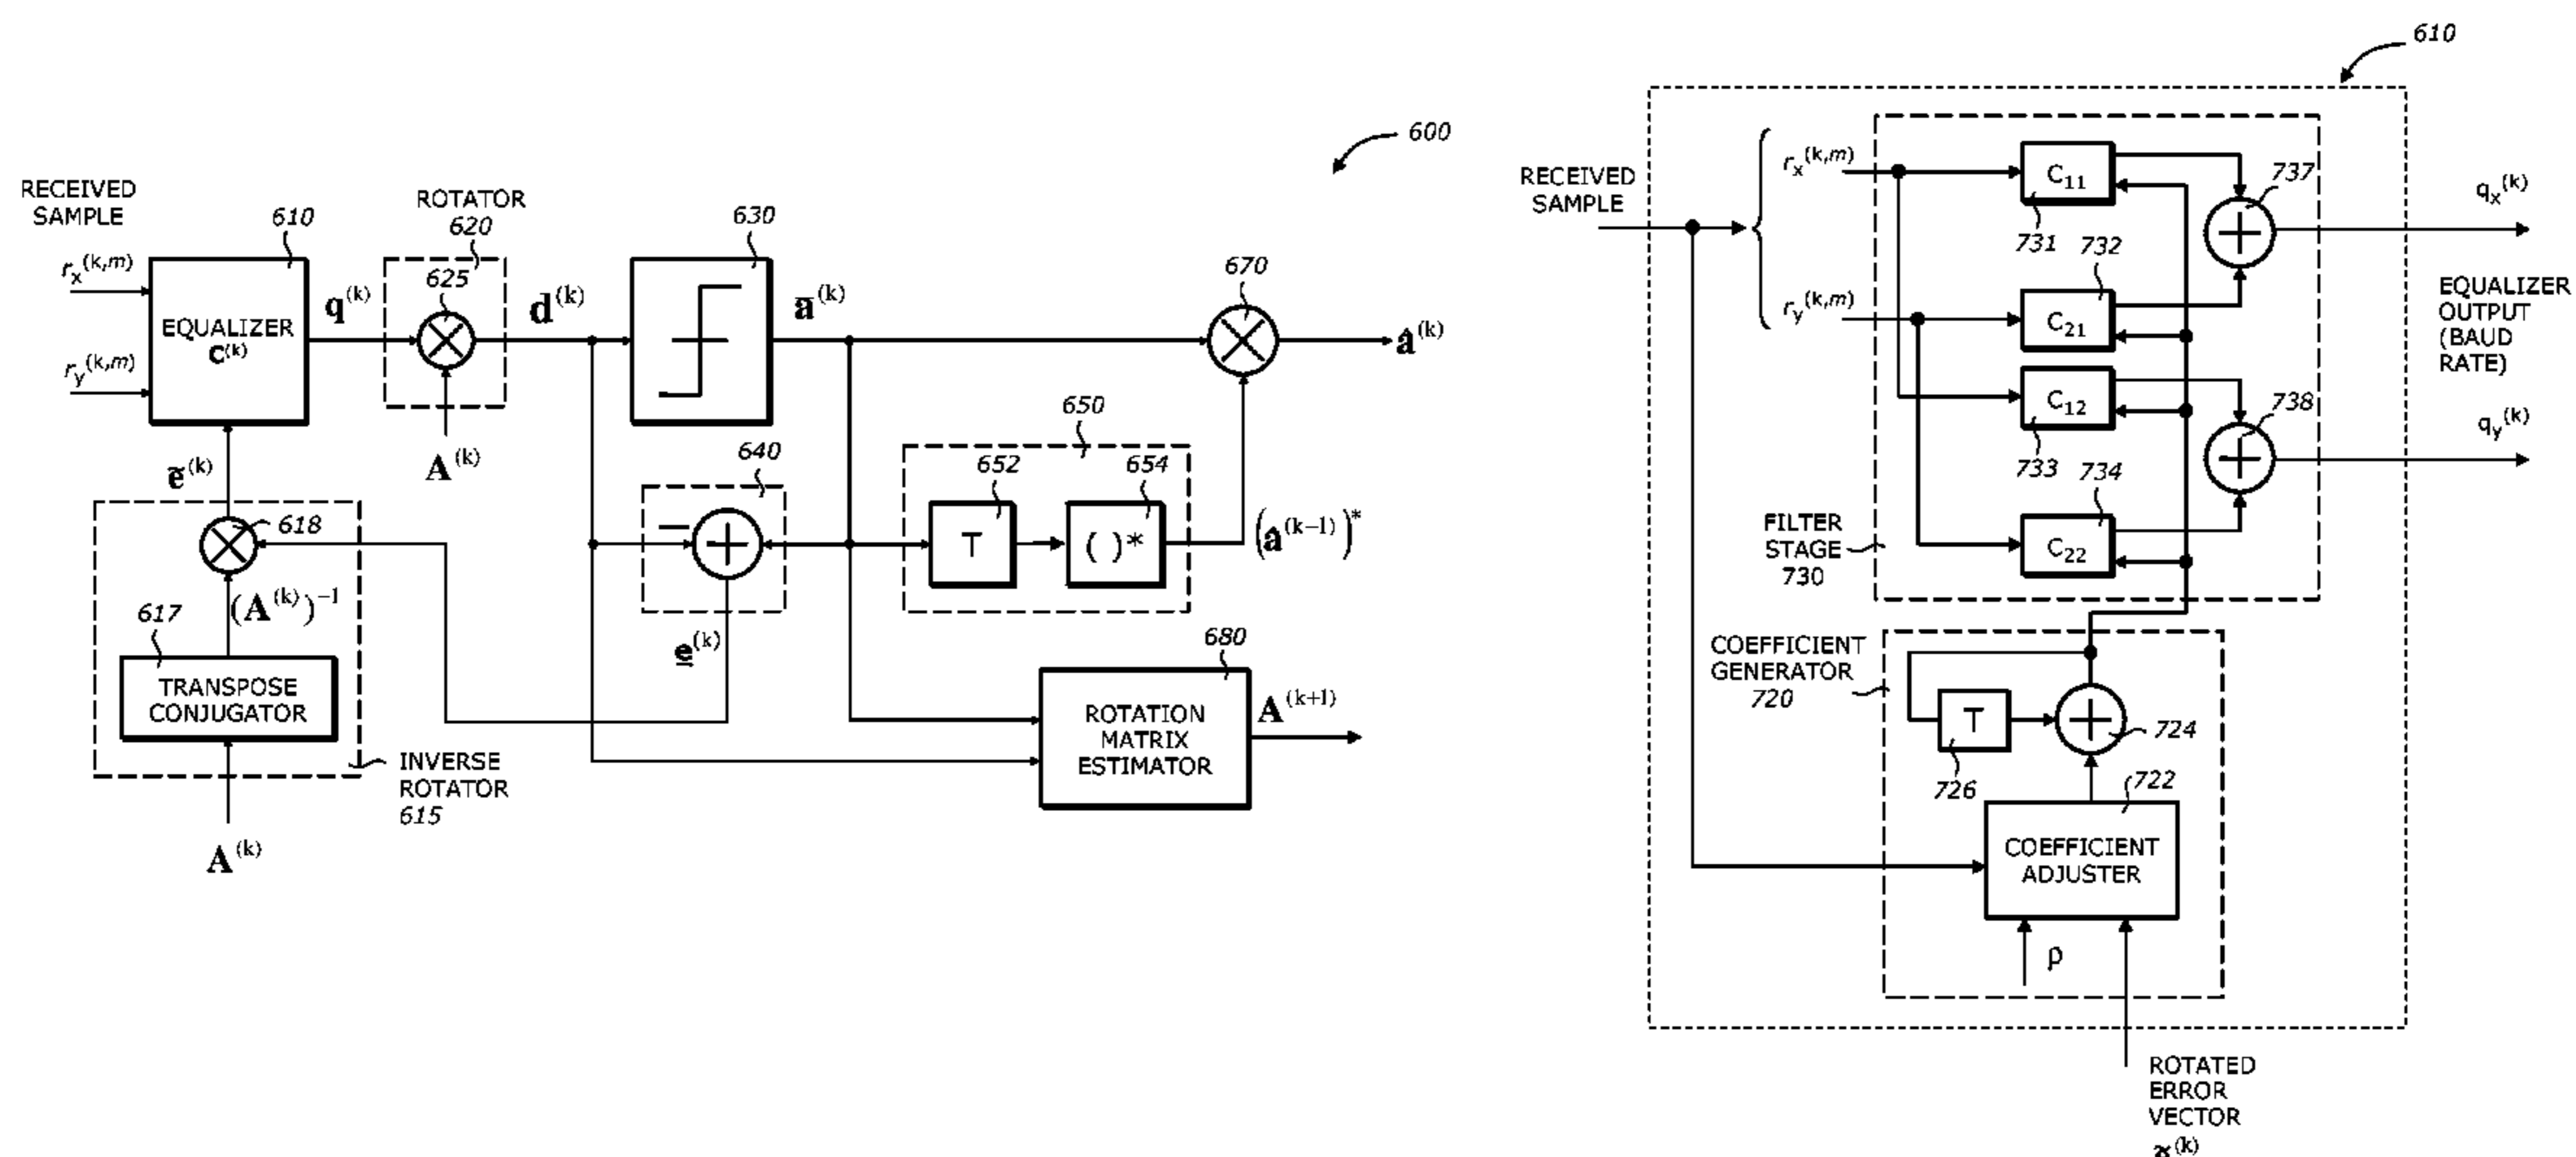 600
RECEIVED
SAMPLE
r_x^(k,m)
r_y^(k,m)
610
EQUALIZER
C^(k)
q^(k)
ROTATOR
620
625
A^(k)
d^(k)
630
ā^(k)
670
â^(k)
ẽ^(k)
618
(A^(k))^-1
617
TRANSPOSE
CONJUGATOR
INVERSE
ROTATOR
615
A^(k)
640
−
e^(k)
650
652
T
654
( )*
(â^(k−1))*
680
ROTATION
MATRIX
ESTIMATOR
A^(k+1)
610
RECEIVED
SAMPLE
r_x^(k,m)
r_y^(k,m)
C11
731
732
C21
C12
733
734
C22
737
738
FILTER
STAGE
730
q_x^(k)
EQUALIZER
OUTPUT
(BAUD
RATE)
q_y^(k)
COEFFICIENT
GENERATOR
720
T
726
724
722
COEFFICIENT
ADJUSTER
ρ
ROTATED
ERROR
VECTOR